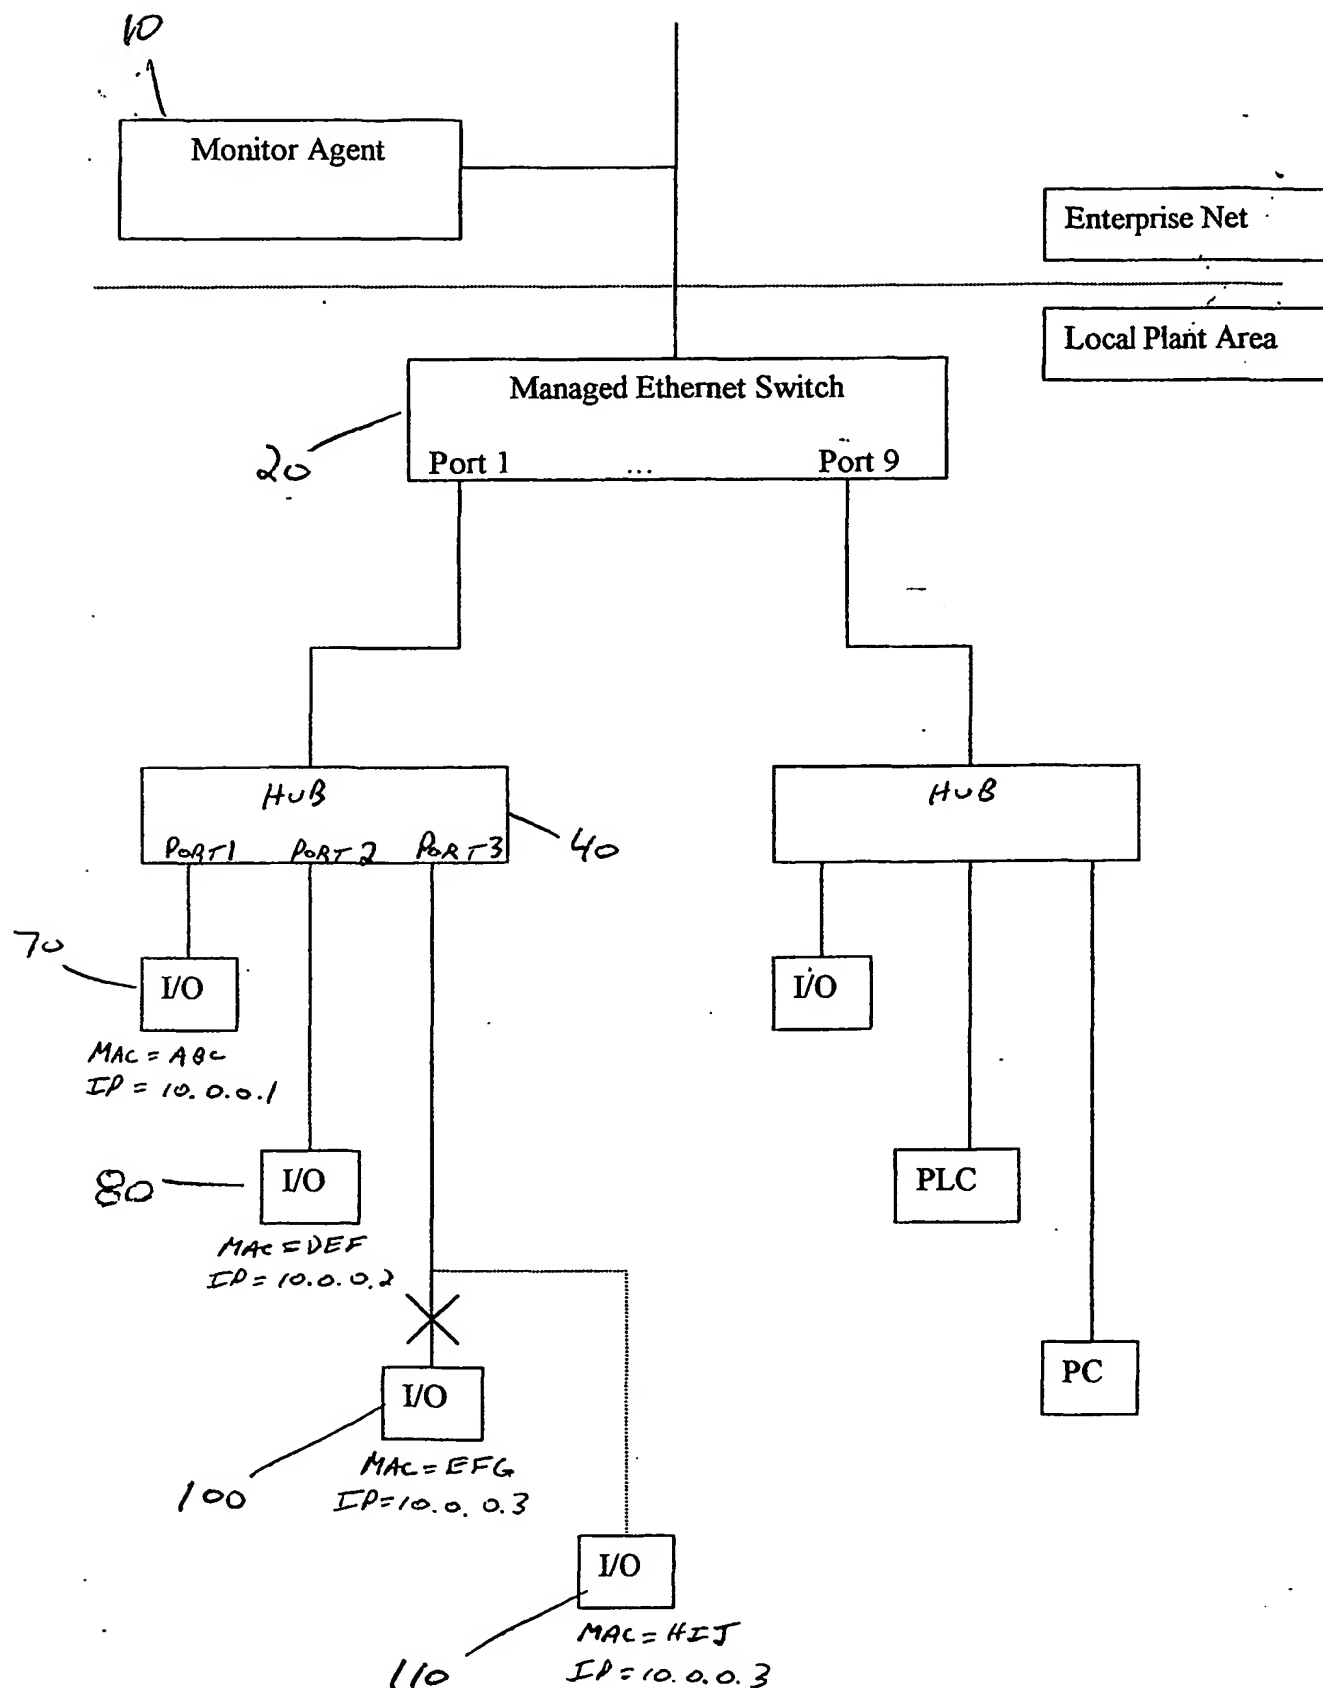 10
Monitor Agent
Enterprise Net
Local Plant Area
Managed Ethernet Switch
20
Port 1 ... Port 9
HUB
PORT1 PORT 2 PORT3
40
HUB
70
I/O
MAC = ABC
IP = 10.0.0.1
I/O
80
I/O
MAC = DEF
IP = 10.0.0.2
PLC
I/O
100
MAC = EFG
IP = 10.0.0.3
PC
I/O
110
MAC = HIJ
IP = 10.0.0.3